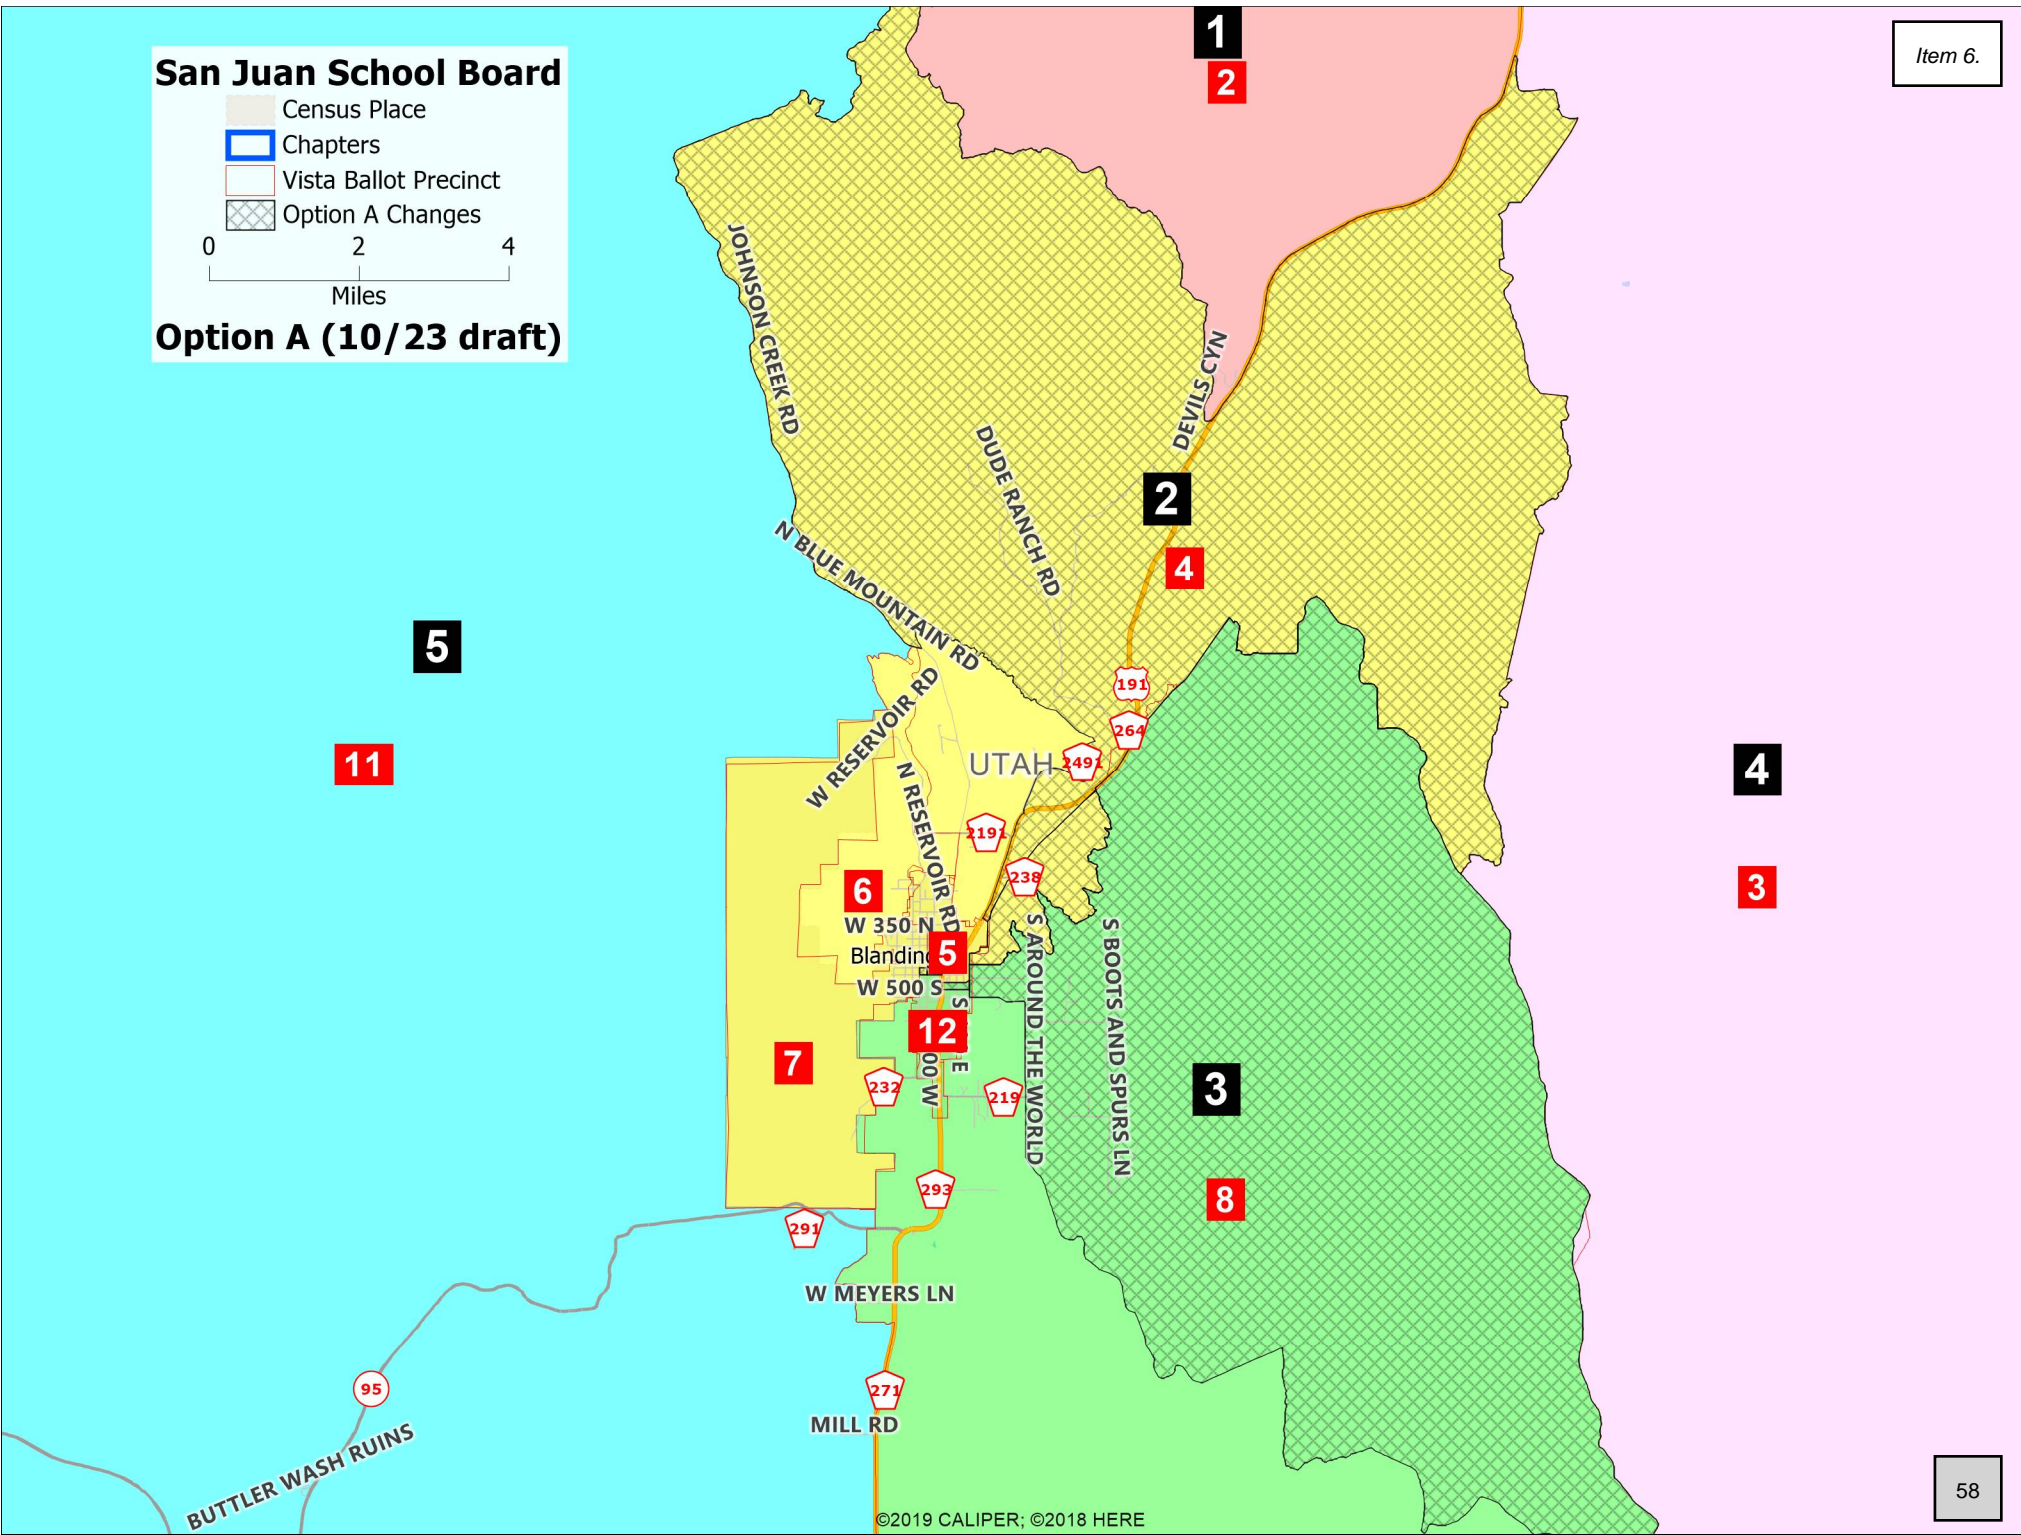 Item 6.
San Juan School Board
Census Place
Chapters
Vista Ballot Precinct
Option A Changes
0 2 4
Miles
Option A (10/23 draft)
1
2
JOHNSON CREEK RD
DEVILS CYN
DUDE RANCH RD
2
4
N BLUE MOUNTAIN RD
5
11
W RESERVOIR RD
191
264
UTAH
2491
N RESERVOIR RD
2191
4
3
6
238
W 350 N
Blanding
5
W 500 S
S AROUND THE WORLD
S BOOTS AND SPURS LN
12
7
232
219
3
8
293
291
W MEYERS LN
95
271
MILL RD
BUTTLER WASH RUINS
58
©2019 CALIPER; ©2018 HERE